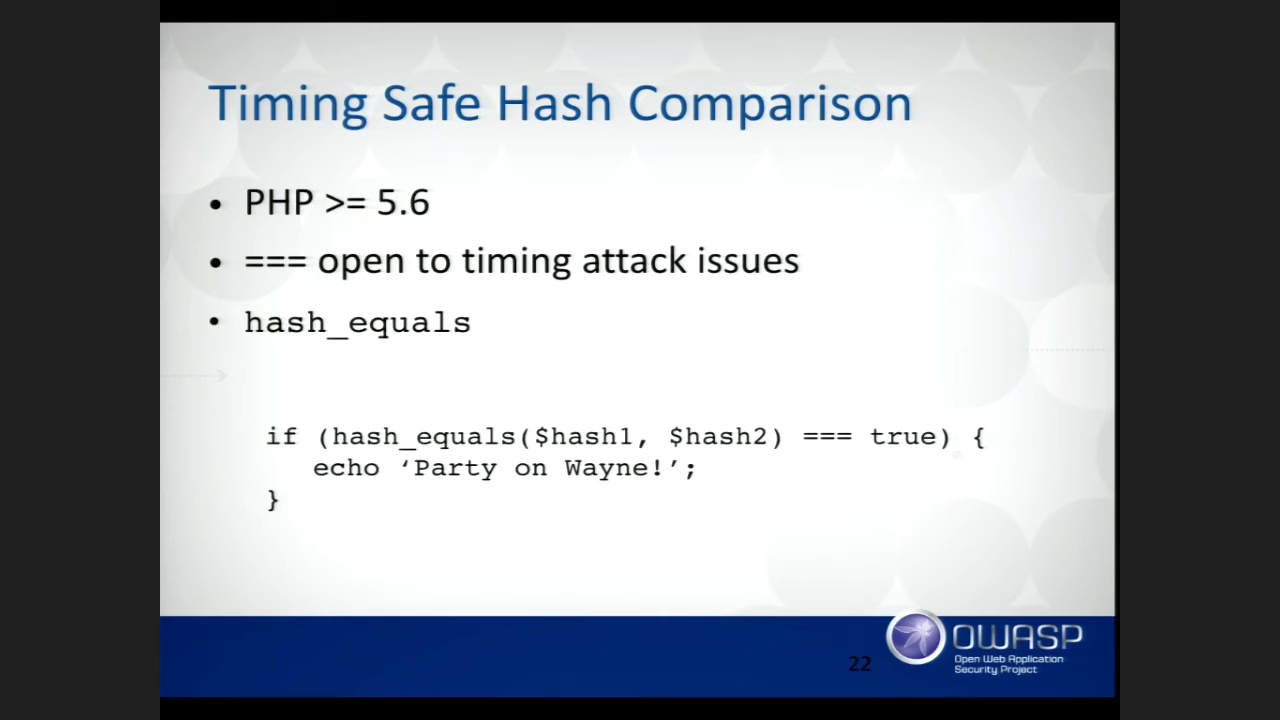 Timing Safe Hash Comparison
• PHP >= 5.6
• === open to timing attack issues
• hash_equals
if (hash_equals($hash1, $hash2) === true) {
echo ‘Party on Wayne!’;
}
22
OWASP
Open Web Application
Security Project